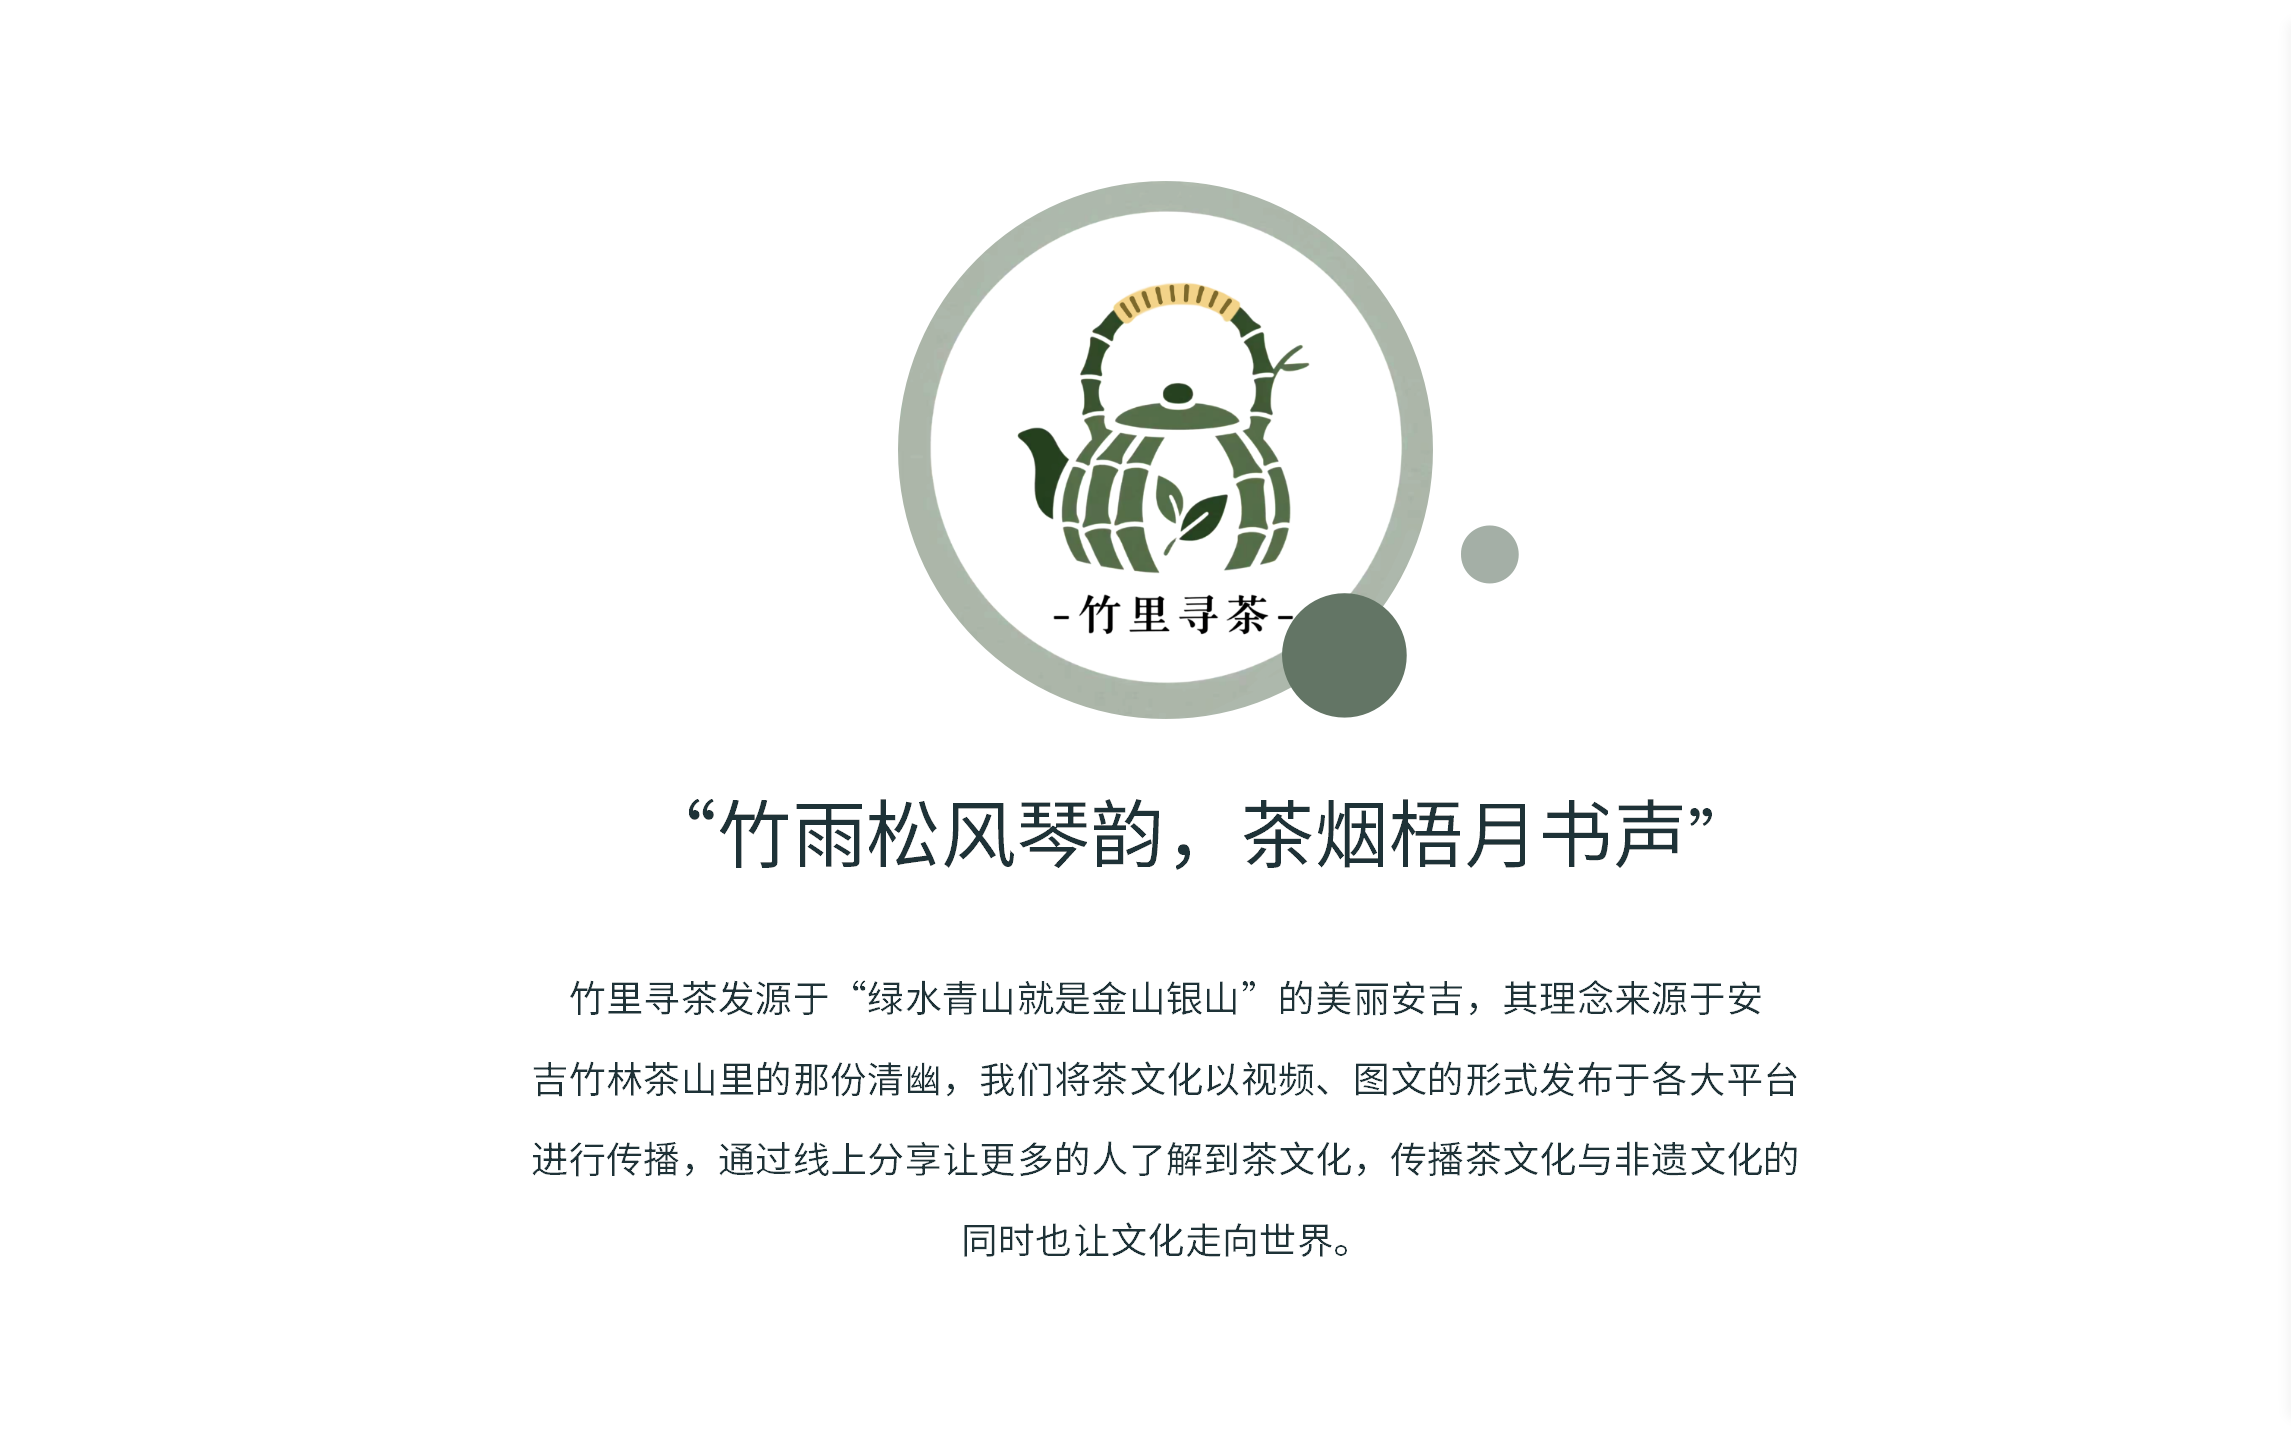 -竹里寻茶-
“竹雨松风琴韵，茶烟梧月书声”
竹里寻茶发源于“绿水青山就是金山银山”的美丽安吉，其理念来源于安
吉竹林茶山里的那份清幽，我们将茶文化以视频、图文的形式发布于各大平台
进行传播，通过线上分享让更多的人了解到茶文化，传播茶文化与非遗文化的
同时也让文化走向世界。